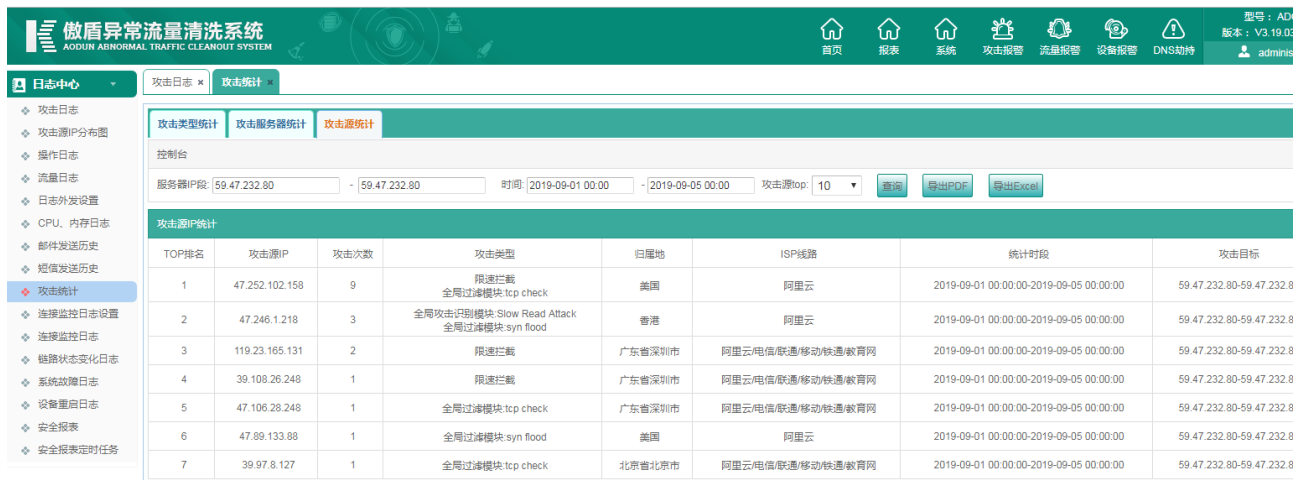 傲盾异常流量清洗系统
AODUN ABNORMAL TRAFFIC CLEANOUT SYSTEM
首页 报表 系统 攻击报警 流量报警 设备报警 DNS劫持
型号： AD
版本： V3.19.03
adminis
日志中心
攻击日志 × 攻击统计 ×
攻击日志
攻击源IP分布图
操作日志
流量日志
日志外发设置
CPU、内存日志
邮件发送历史
短信发送历史
攻击统计
连接监控日志设置
连接监控日志
链路状态变化日志
系统故障日志
设备重启日志
安全报表
安全报表定时任务
攻击类型统计 攻击服务器统计 攻击源统计
控制台
服务器IP段: 59.47.232.80 - 59.47.232.80 时间: 2019-09-01 00:00 - 2019-09-05 00:00 攻击源top: 10 查询 导出PDF 导出Excel
攻击源IP统计
TOP排名 攻击源IP 攻击次数 攻击类型 归属地 ISP线路 统计时段 攻击目标
1 47.252.102.158 9 限速拦截 全局过滤模块:tcp check 美国 阿里云 2019-09-01 00:00:00-2019-09-05 00:00:00 59.47.232.80-59.47.232.8
2 47.246.1.218 3 全局攻击识别模块:Slow Read Attack 全局过滤模块:syn flood 香港 阿里云 2019-09-01 00:00:00-2019-09-05 00:00:00 59.47.232.80-59.47.232.8
3 119.23.165.131 2 限速拦截 广东省深圳市 阿里云/电信/联通/移动/铁通/教育网 2019-09-01 00:00:00-2019-09-05 00:00:00 59.47.232.80-59.47.232.8
4 39.108.26.248 1 限速拦截 广东省深圳市 阿里云/电信/联通/移动/铁通/教育网 2019-09-01 00:00:00-2019-09-05 00:00:00 59.47.232.80-59.47.232.8
5 47.106.28.248 1 全局过滤模块:tcp check 广东省深圳市 阿里云/电信/联通/移动/铁通/教育网 2019-09-01 00:00:00-2019-09-05 00:00:00 59.47.232.80-59.47.232.8
6 47.89.133.88 1 全局过滤模块:syn flood 美国 阿里云 2019-09-01 00:00:00-2019-09-05 00:00:00 59.47.232.80-59.47.232.8
7 39.97.8.127 1 全局过滤模块:tcp check 北京省北京市 阿里云/电信/联通/移动/铁通/教育网 2019-09-01 00:00:00-2019-09-05 00:00:00 59.47.232.80-59.47.232.8